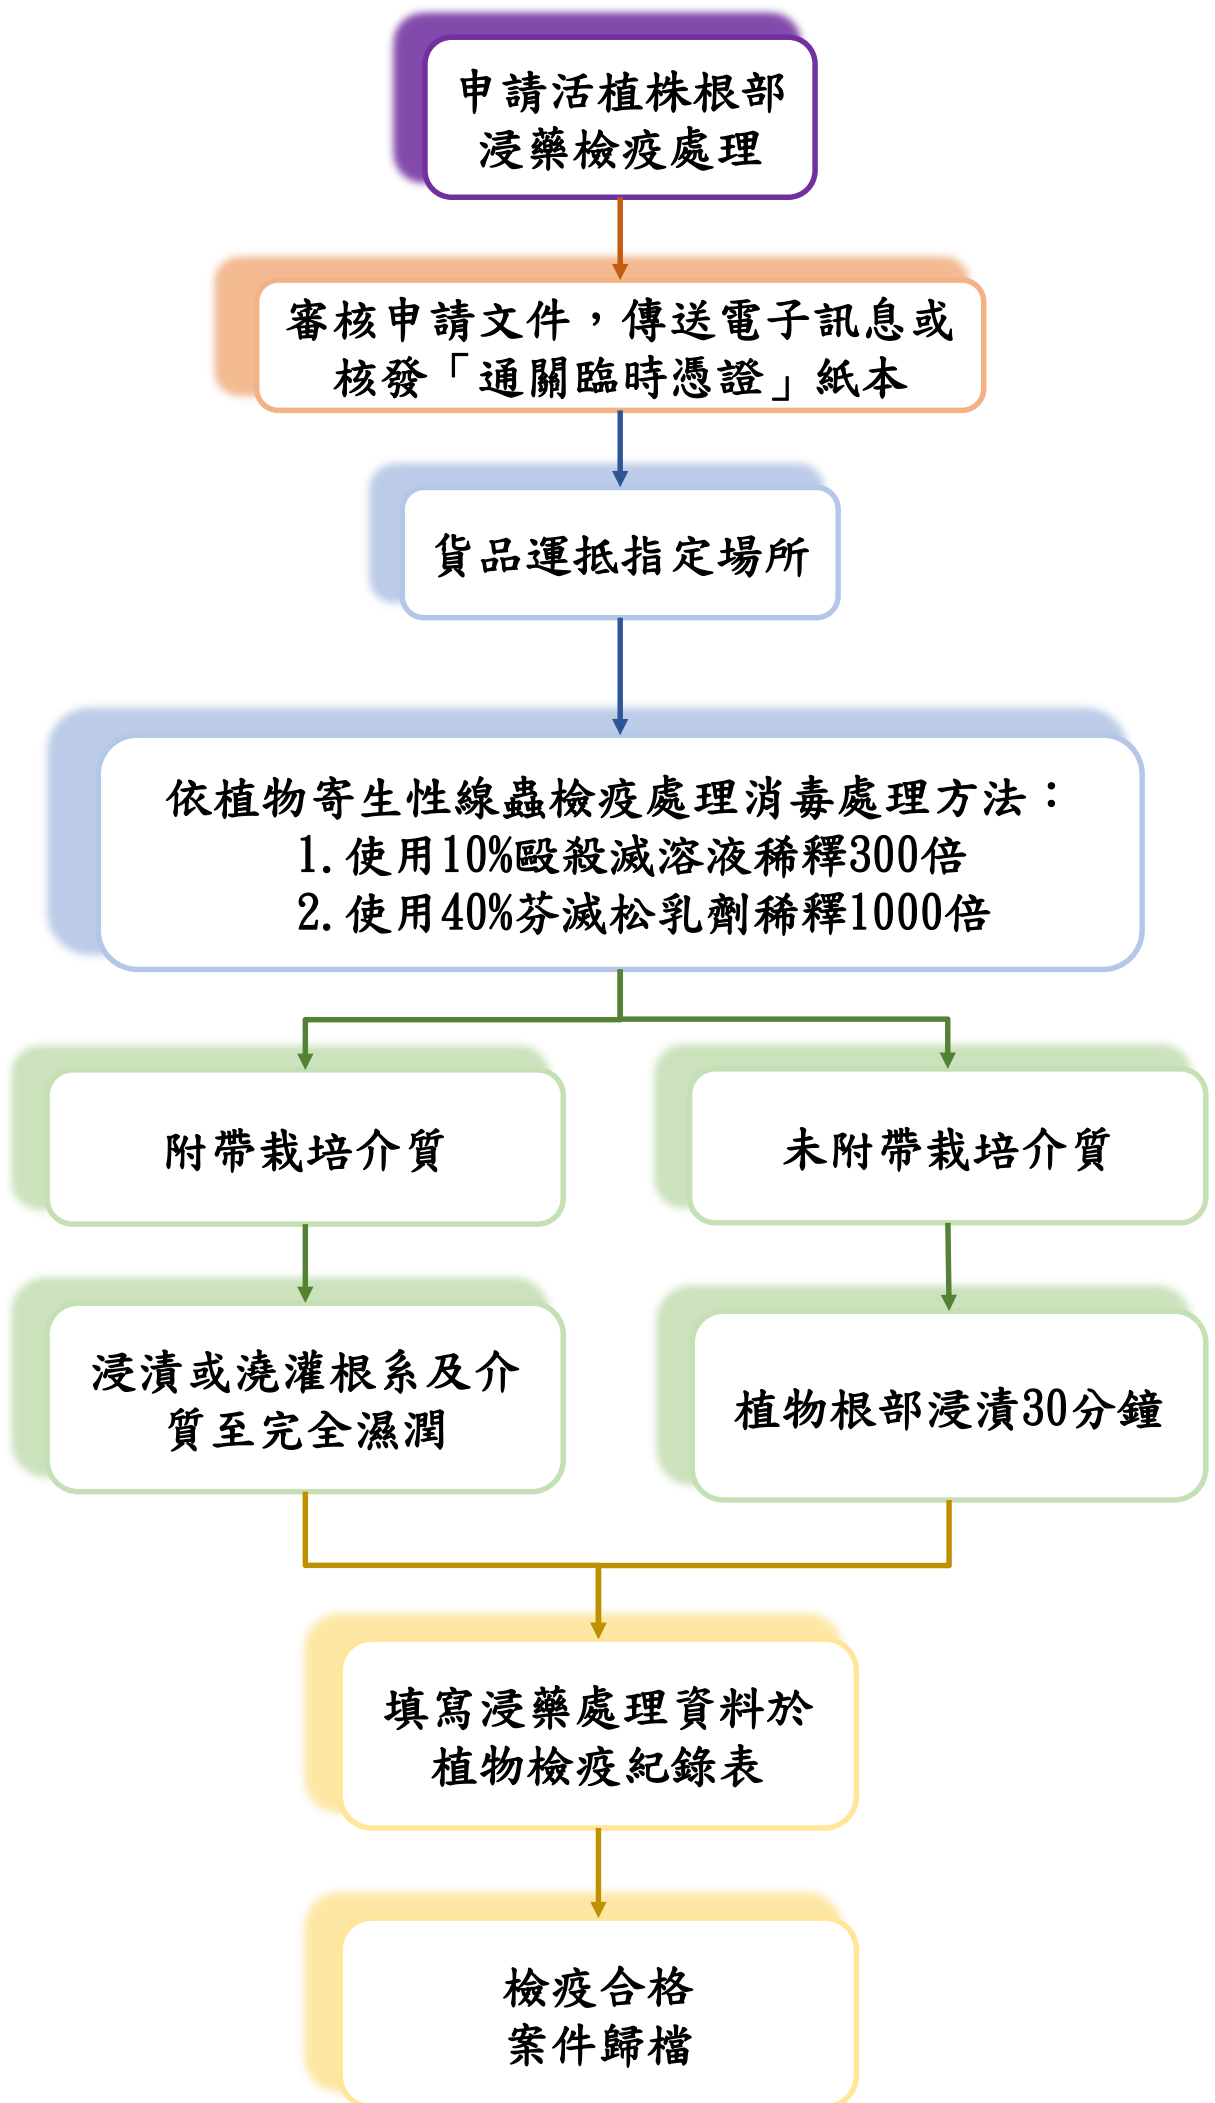 申請活植株根部
浸藥檢疫處理
審核申請文件，傳送電子訊息或
核發「通關臨時憑證」紙本
貨品運抵指定場所
依植物寄生性線蟲檢疫處理消毒處理方法：
1.使用10%毆殺滅溶液稀釋300倍
2.使用40%芬滅松乳劑稀釋1000倍
附帶栽培介質
未附帶栽培介質
浸漬或澆灌根系及介
質至完全濕潤
植物根部浸漬30分鐘
填寫浸藥處理資料於
植物檢疫紀錄表
檢疫合格
案件歸檔